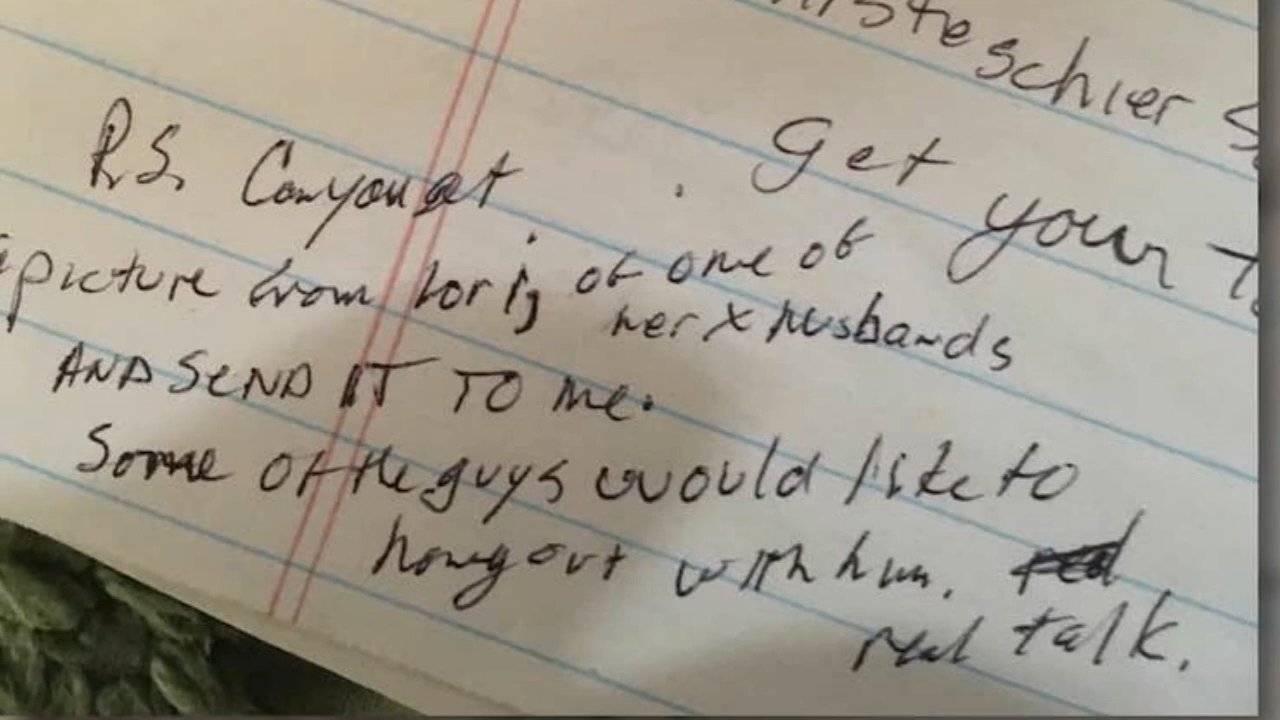 steschier
Get
your
P.S. Can you get
picture from Lori, of one of
her x husbands
AND SEND IT TO me.
Some of the guys would like to
hang out with him.
real talk.